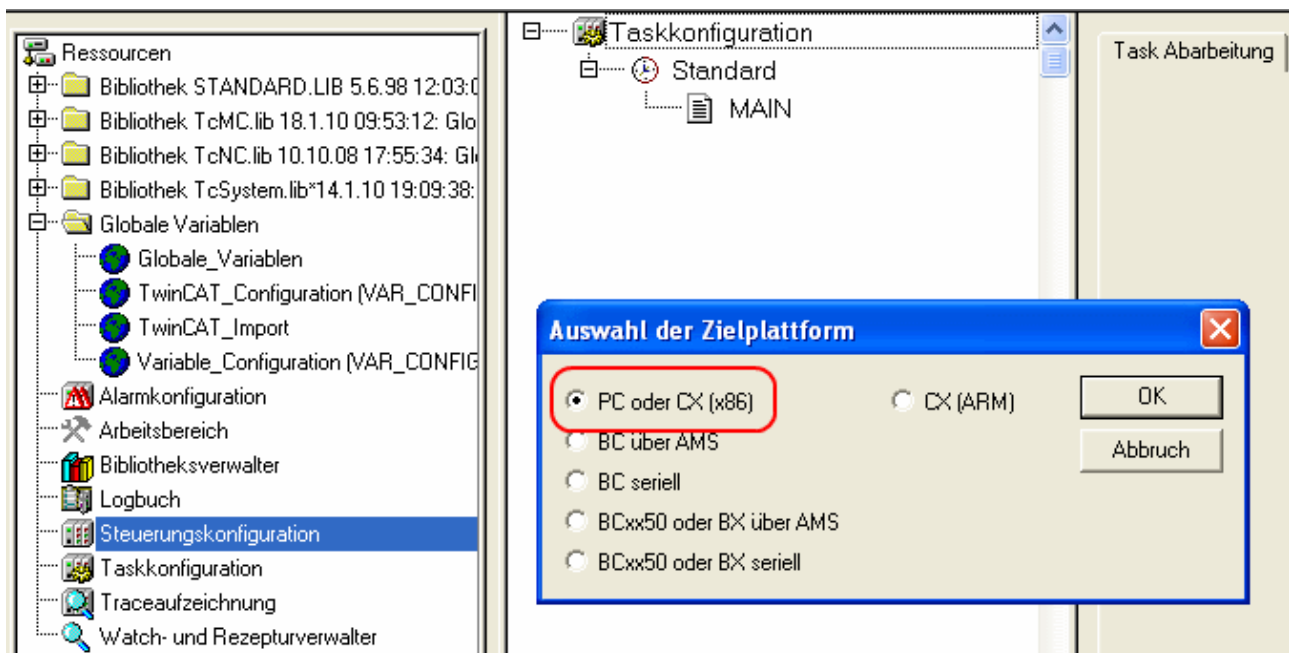 Ressourcen
Bibliothek STANDARD.LIB 5.6.98 12:03:0
Bibliothek TcMC.lib 18.1.10 09:53:12: Glo
Bibliothek TcNC.lib 10.10.08 17:55:34: Gl
Bibliothek TcSystem.lib*14.1.10 19:09:38:
Globale Variablen
Globale_Variablen
TwinCAT_Configuration (VAR_CONFI
TwinCAT_Import
Variable_Configuration (VAR_CONFIG
Alarmkonfiguration
Arbeitsbereich
Bibliotheksverwalter
Logbuch
Steuerungskonfiguration
Taskkonfiguration
Traceaufzeichnung
Watch- und Rezepturverwalter
Taskkonfiguration
Standard
MAIN
Task Abarbeitung
Auswahl der Zielplattform
PC oder CX (x86)
CX (ARM)
OK
BC über AMS
Abbruch
BC seriell
BCxx50 oder BX über AMS
BCxx50 oder BX seriell